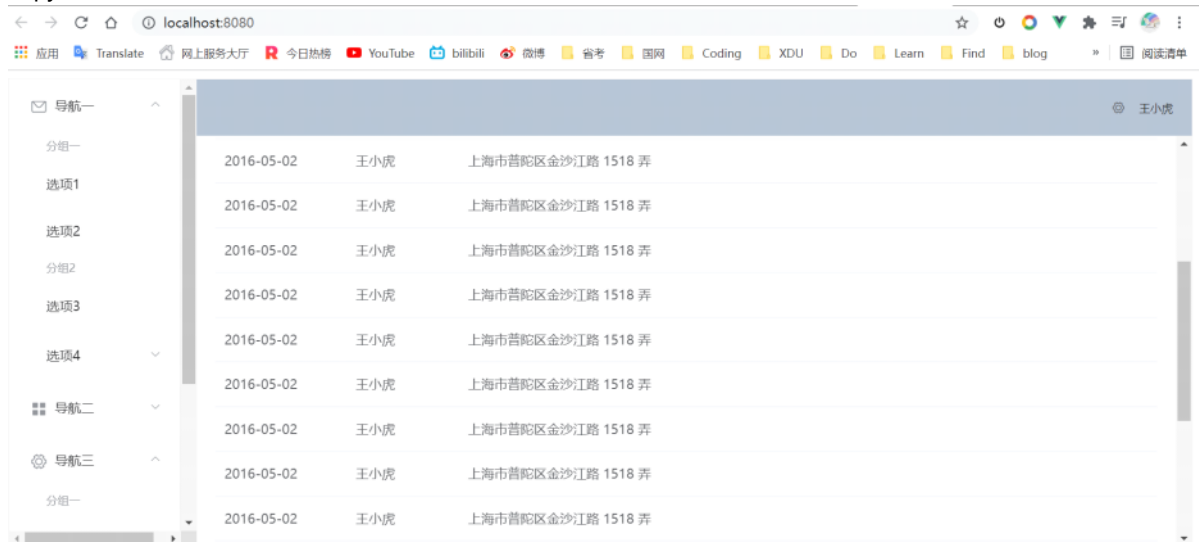 localhost:8080
应用 Translate 网上服务大厅 今日热榜 YouTube bilibili 微博 省考 国网 Coding XDU Do Learn Find blog » 阅读清单
导航一
王小虎
分组一
选项1
选项2
分组2
选项3
选项4
导航二
导航三
分组一
2016-05-02 王小虎 上海市普陀区金沙江路 1518 弄
2016-05-02 王小虎 上海市普陀区金沙江路 1518 弄
2016-05-02 王小虎 上海市普陀区金沙江路 1518 弄
2016-05-02 王小虎 上海市普陀区金沙江路 1518 弄
2016-05-02 王小虎 上海市普陀区金沙江路 1518 弄
2016-05-02 王小虎 上海市普陀区金沙江路 1518 弄
2016-05-02 王小虎 上海市普陀区金沙江路 1518 弄
2016-05-02 王小虎 上海市普陀区金沙江路 1518 弄
2016-05-02 王小虎 上海市普陀区金沙江路 1518 弄